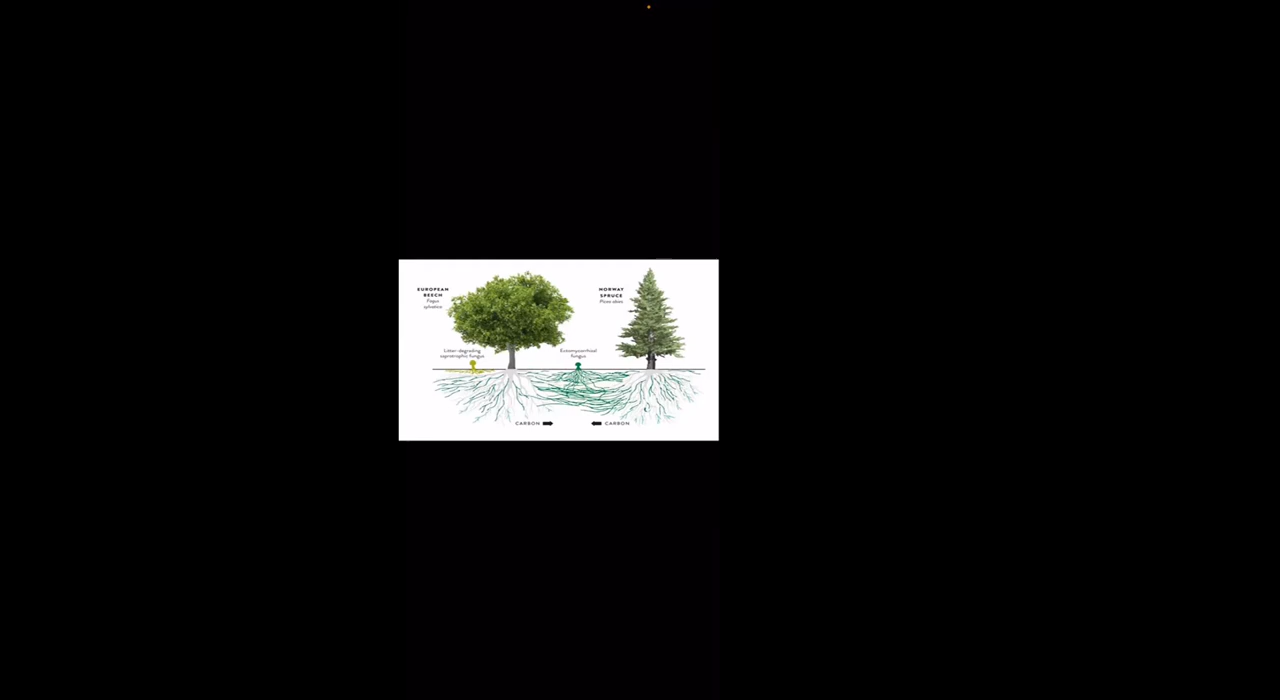 EUROPEAN
BEECH
Fagus
sylvatica
NORWAY
SPRUCE
Picea abies
Litter-degrading
saprotrophic fungus
Ectomycorrhizal
fungus
CARBON
CARBON